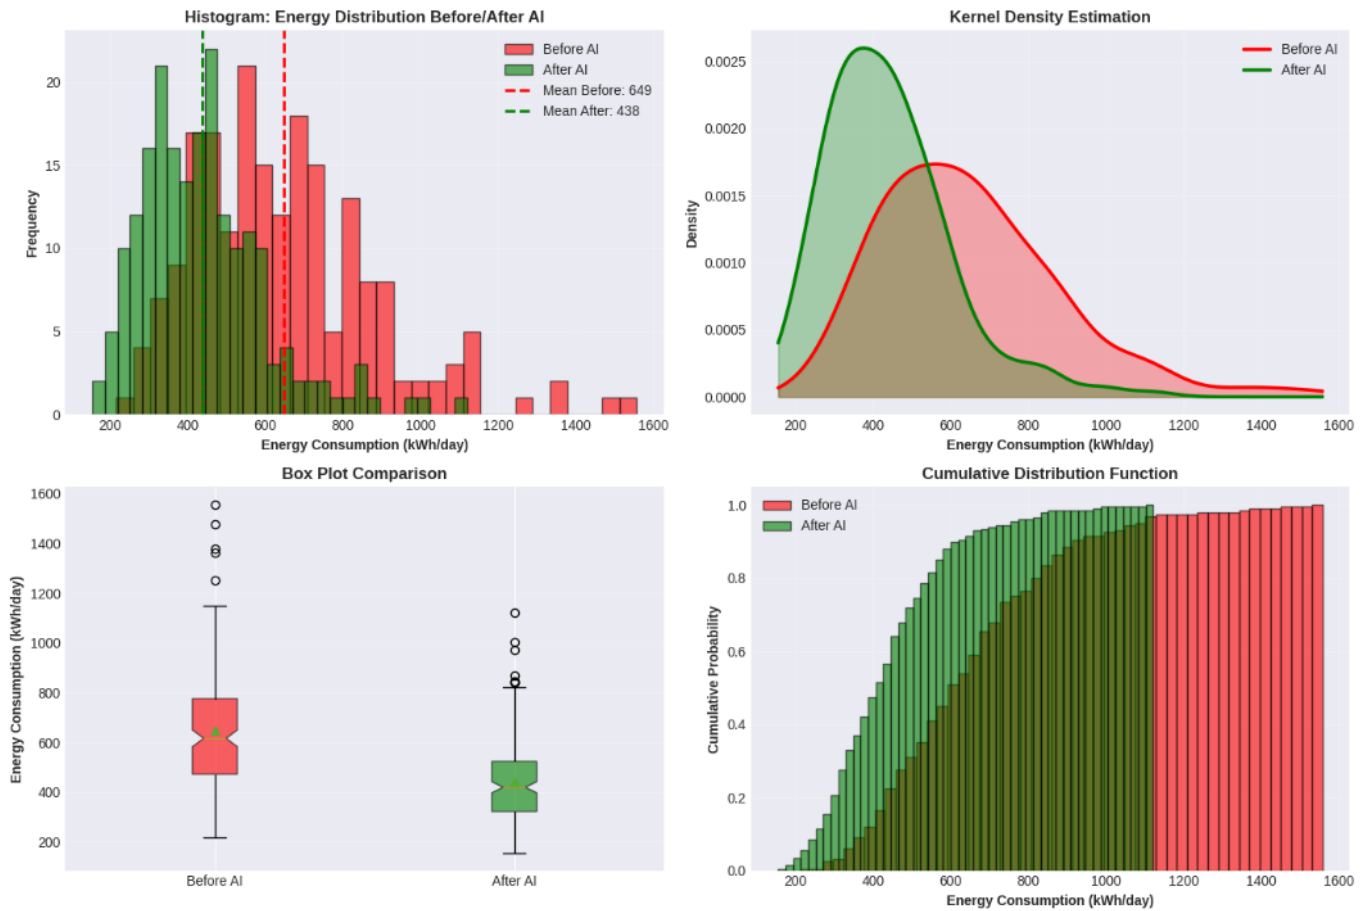 Histogram: Energy Distribution Before/After AI
Frequency
20
15
10
5
0
200 400 600 800 1000 1200 1400 1600
Energy Consumption (kWh/day)
Before AI
After AI
Mean Before: 649
Mean After: 438
Kernel Density Estimation
Density
0.0025
0.0020
0.0015
0.0010
0.0005
0.0000
200 400 600 800 1000 1200 1400 1600
Energy Consumption (kWh/day)
Before AI
After AI
Box Plot Comparison
Energy Consumption (kWh/day)
1600
1400
1200
1000
800
600
400
200
Before AI After AI
Cumulative Distribution Function
Cumulative Probability
1.0
0.8
0.6
0.4
0.2
0.0
200 400 600 800 1000 1200 1400 1600
Energy Consumption (kWh/day)
Before AI
After AI